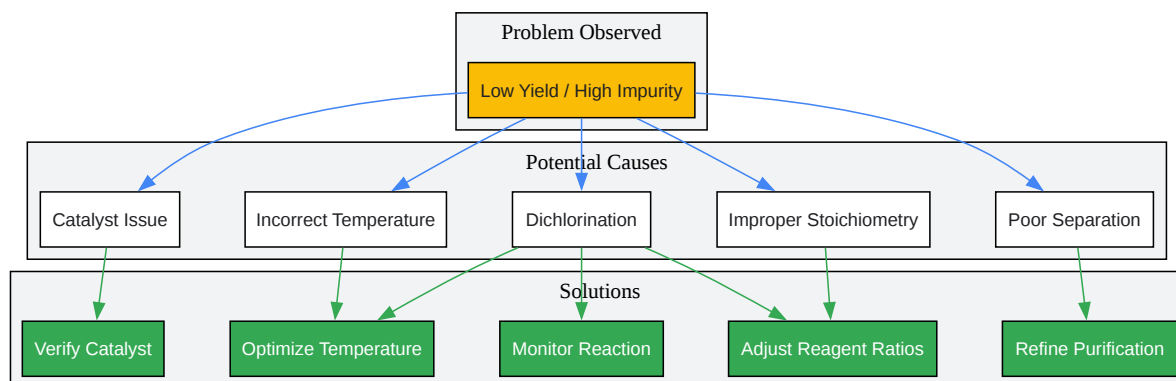 Problem Observed
Low Yield / High Impurity
Potential Causes
Catalyst Issue
Incorrect Temperature
Dichlorination
Improper Stoichiometry
Poor Separation
Solutions
Verify Catalyst
Optimize Temperature
Monitor Reaction
Adjust Reagent Ratios
Refine Purification